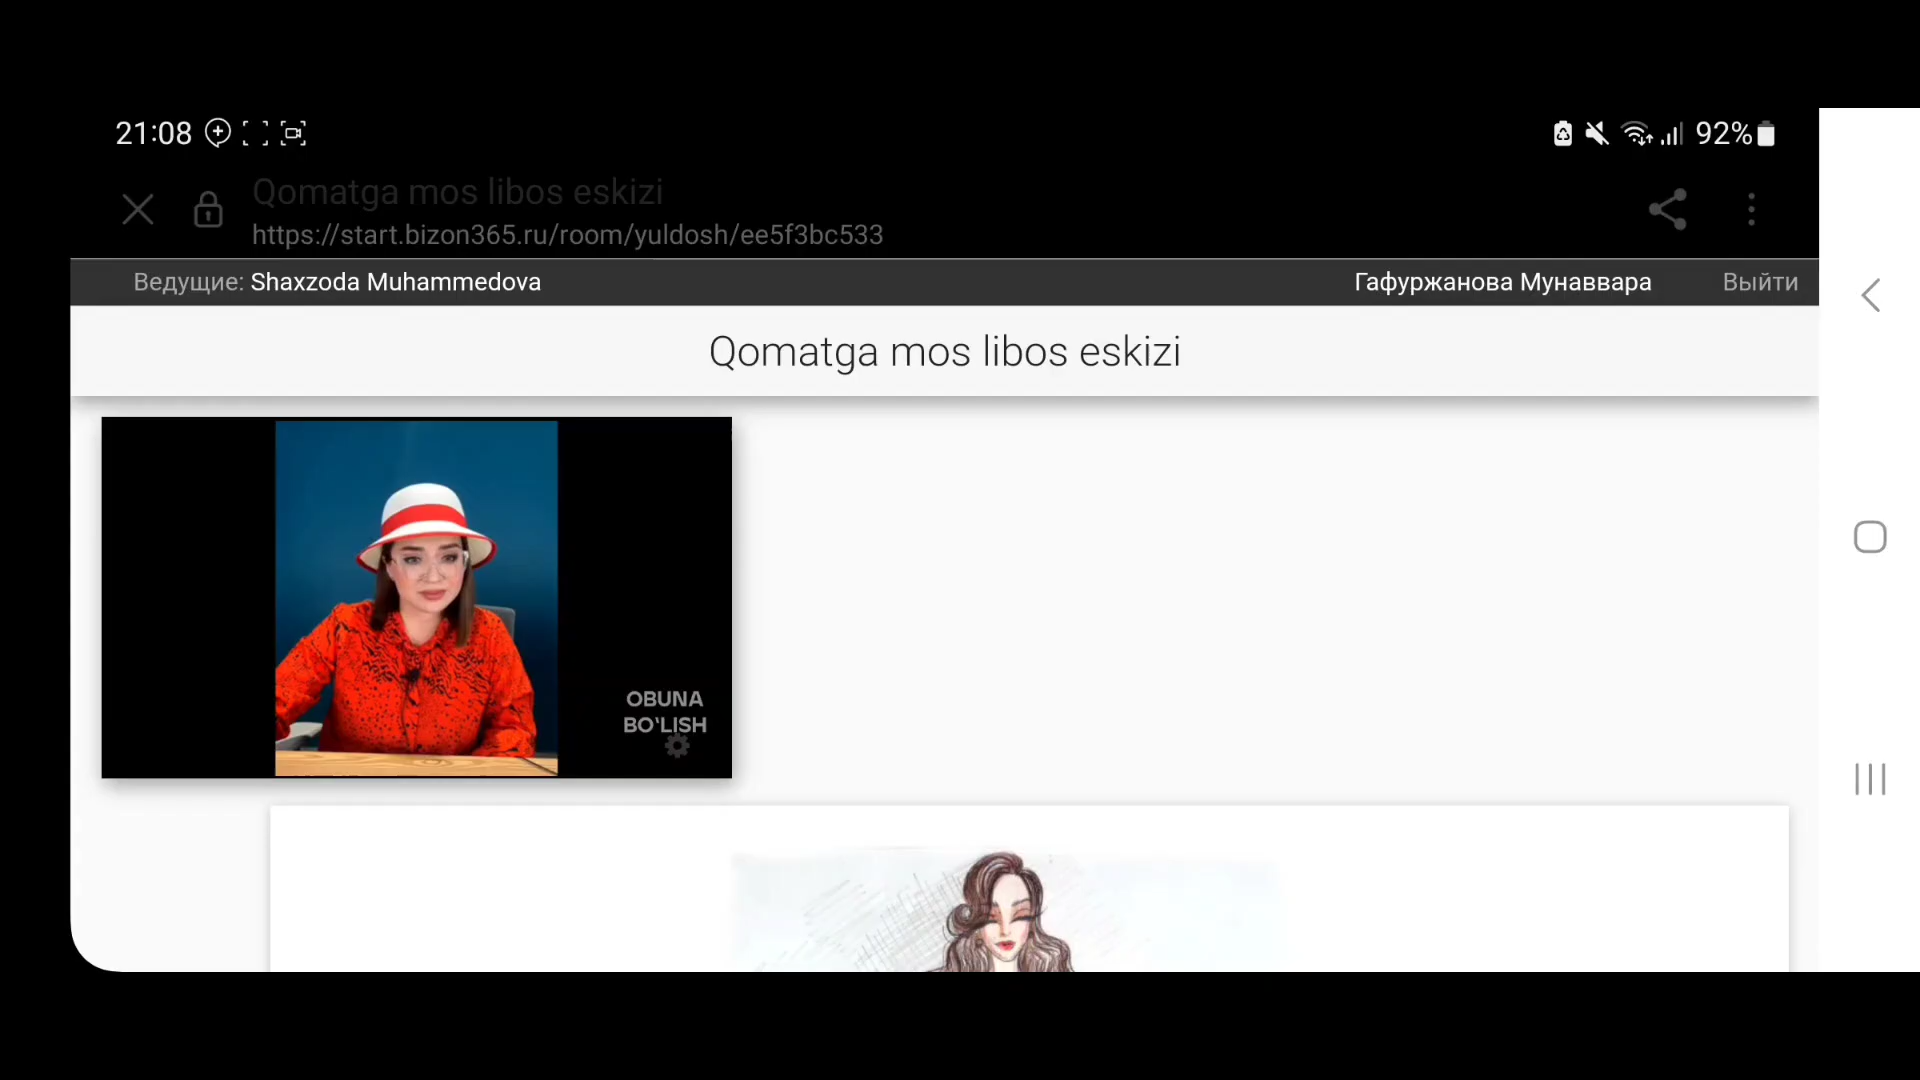 21:08
92%
Qomatga mos libos eskizi
https://start.bizon365.ru/room/yuldosh/ee5f3bc533
Ведущие: Shaxzoda Muhammedova
Гафуржанова Мунаввара
Выйти
Qomatga mos libos eskizi
OBUNA
BO'LISH